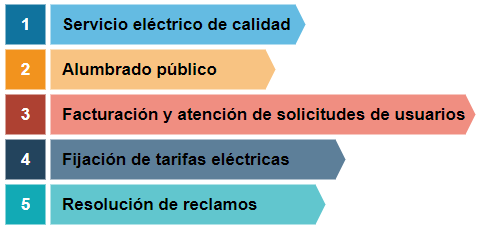 1 Servicio eléctrico de calidad
2 Alumbrado público
3 Facturación y atención de solicitudes de usuarios
4 Fijación de tarifas eléctricas
5 Resolución de reclamos